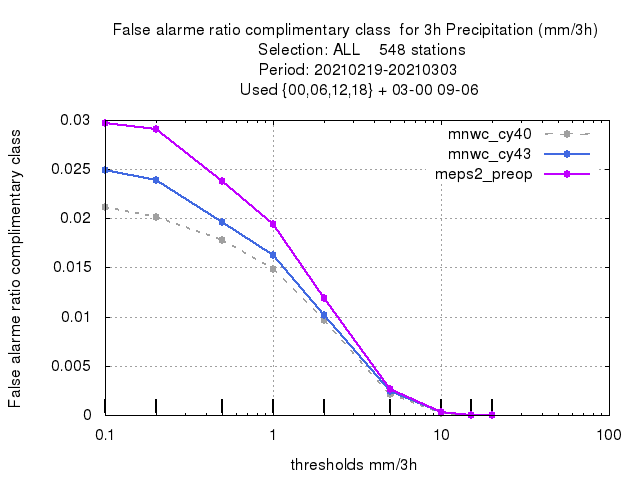 False alarme ratio complimentary class  for 3h Precipitation (mm/3h)
Selection: ALL    548 stations
Period: 20210219-20210303
Used {00,06,12,18} + 03-00 09-06
False alarme ratio complimentary class
0.03
0.025
0.02
0.015
0.01
0.005
0
mnwc_cy40
mnwc_cy43
meps2_preop
0.1 1 10 100
thresholds mm/3h